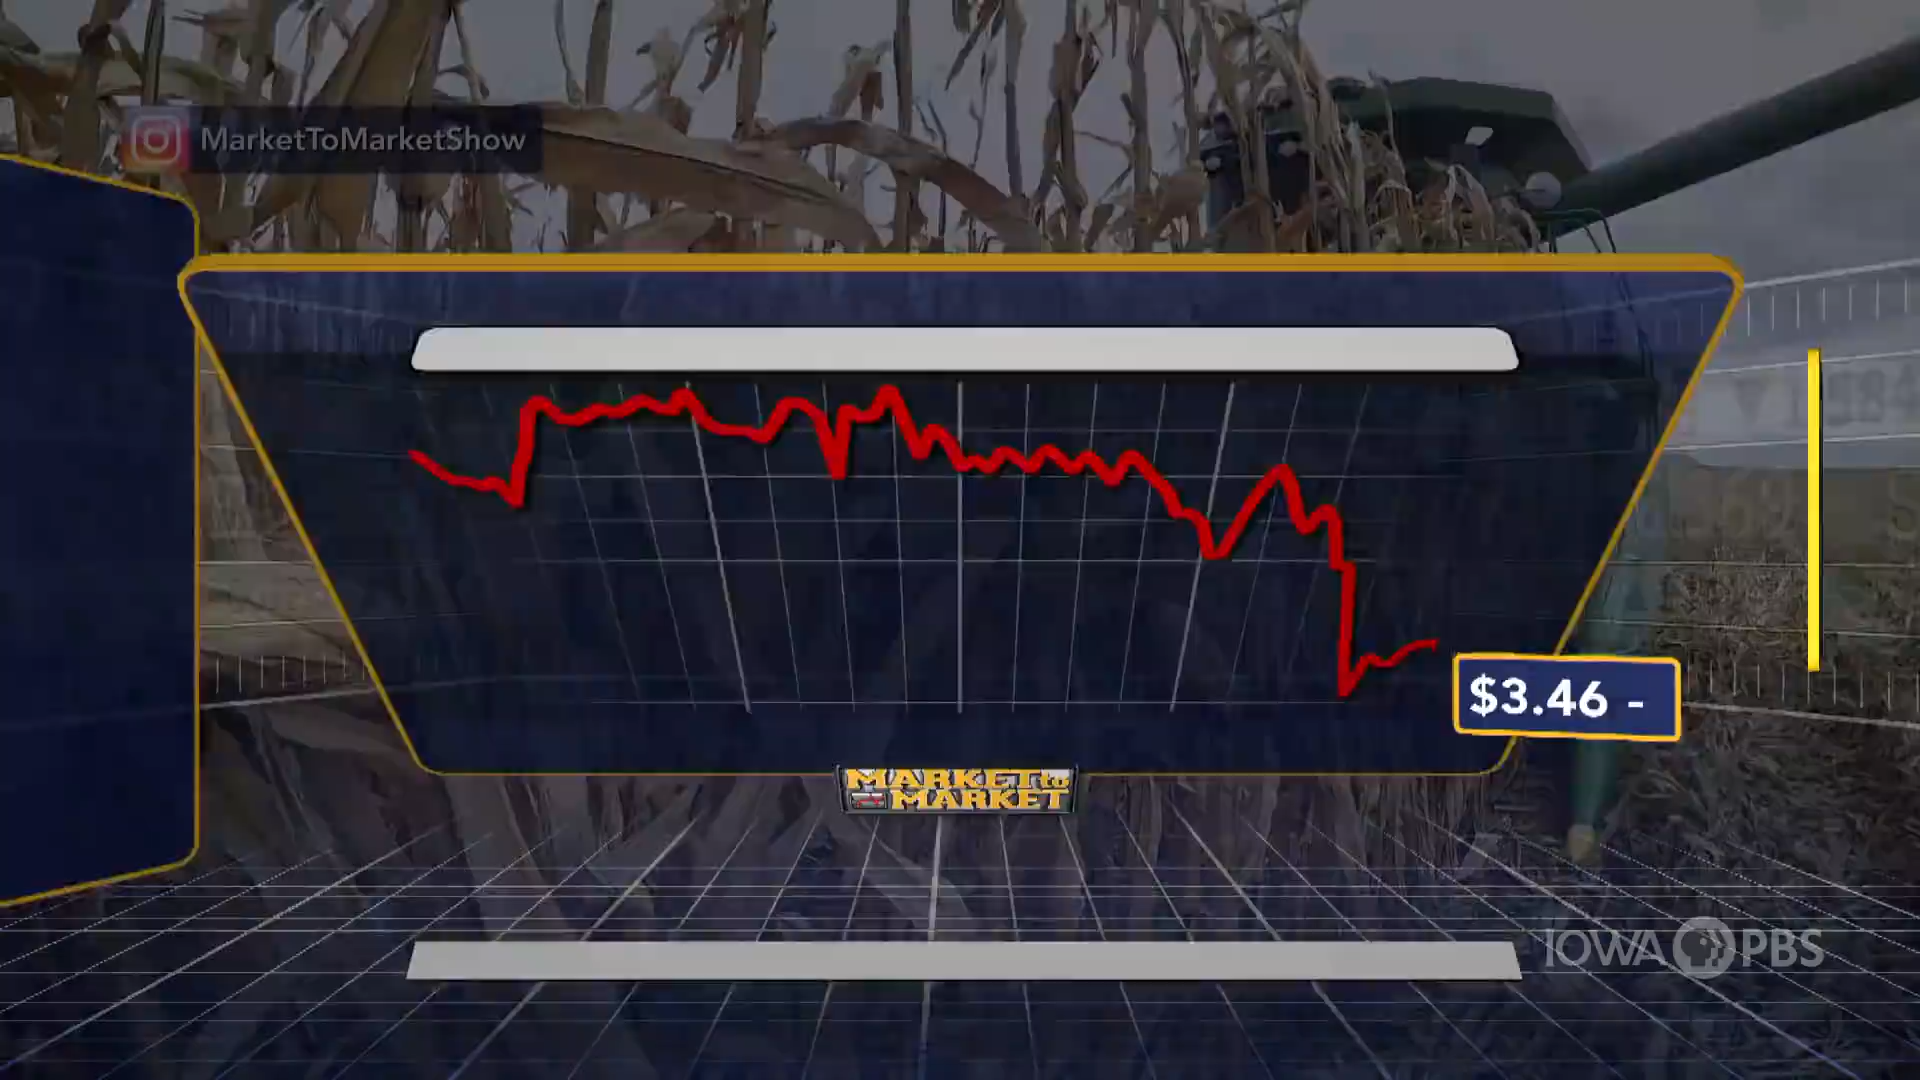 MarketToMarketShow
$3.46 -
MARKET to
MARKET
IOWA PBS